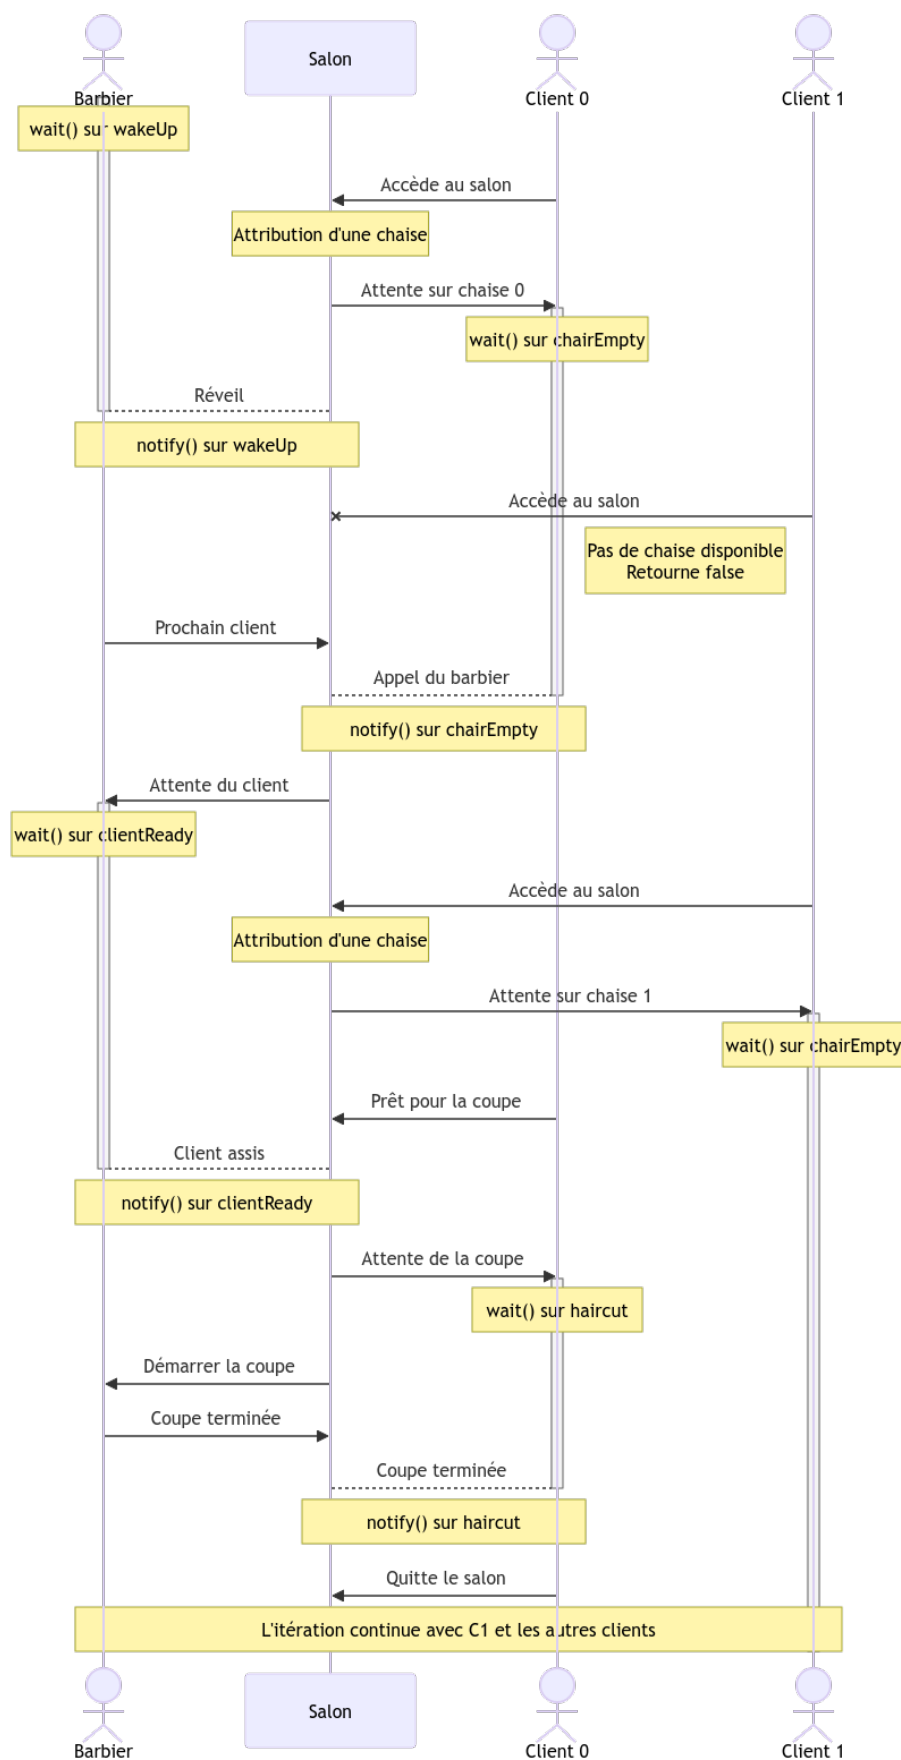 Barbier
Salon
Client 0
Client 1
wait() sur wakeUp
Accède au salon
Attribution d'une chaise
Attente sur chaise 0
wait() sur chairEmpty
Réveil
notify() sur wakeUp
Accède au salon
Pas de chaise disponible
Retourne false
Prochain client
Appel du barbier
notify() sur chairEmpty
Attente du client
wait() sur clientReady
Accède au salon
Attribution d'une chaise
Attente sur chaise 1
wait() sur chairEmpty
Prêt pour la coupe
Client assis
notify() sur clientReady
Attente de la coupe
wait() sur haircut
Démarrer la coupe
Coupe terminée
Coupe terminée
notify() sur haircut
Quitte le salon
L'itération continue avec C1 et les autres clients
Barbier
Salon
Client 0
Client 1